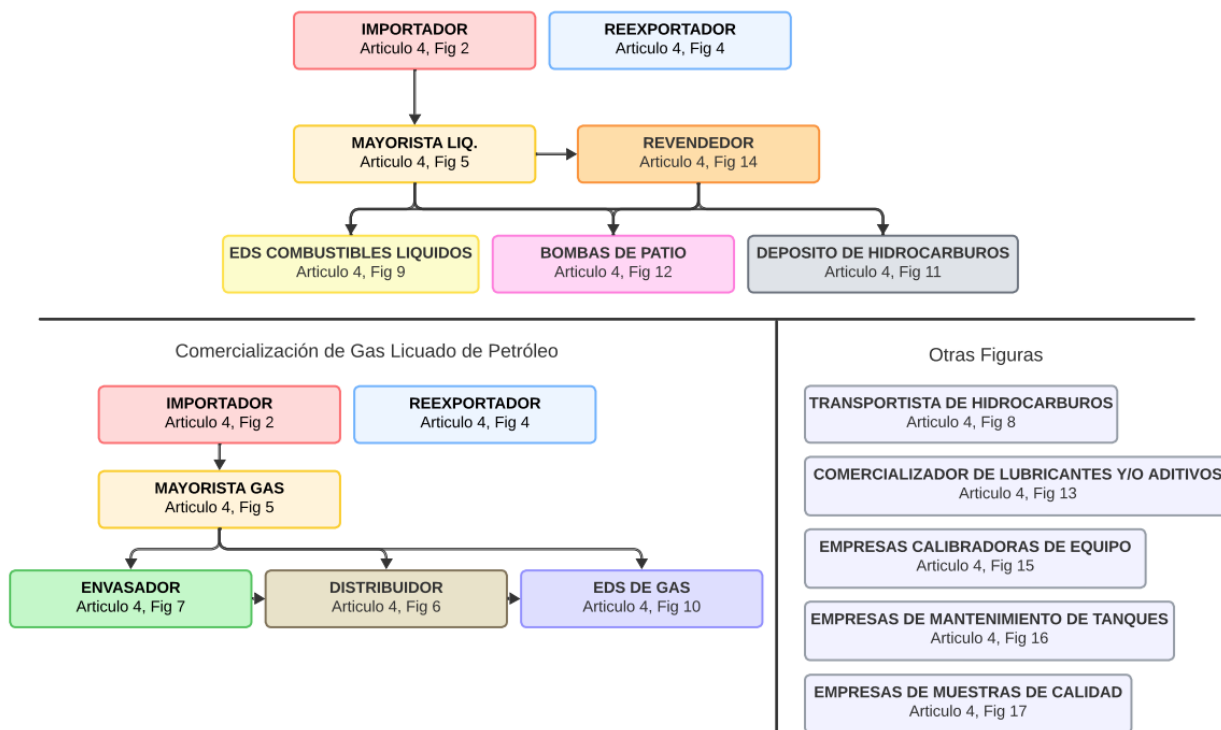 IMPORTADOR
Articulo 4, Fig 2
REEXPORTADOR
Articulo 4, Fig 4
MAYORISTA LIQ.
Articulo 4, Fig 5
REVENDEDOR
Articulo 4, Fig 14
EDS COMBUSTIBLES LIQUIDOS
Articulo 4, Fig 9
BOMBAS DE PATIO
Articulo 4, Fig 12
DEPOSITO DE HIDROCARBUROS
Articulo 4, Fig 11
Comercialización de Gas Licuado de Petróleo
IMPORTADOR
Articulo 4, Fig 2
REEXPORTADOR
Articulo 4, Fig 4
MAYORISTA GAS
Articulo 4, Fig 5
ENVASADOR
Articulo 4, Fig 7
DISTRIBUIDOR
Articulo 4, Fig 6
EDS DE GAS
Articulo 4, Fig 10
Otras Figuras
TRANSPORTISTA DE HIDROCARBUROS
Articulo 4, Fig 8
COMERCIALIZADOR DE LUBRICANTES Y/O ADITIVOS
Articulo 4, Fig 13
EMPRESAS CALIBRADORAS DE EQUIPO
Articulo 4, Fig 15
EMPRESAS DE MANTENIMIENTO DE TANQUES
Articulo 4, Fig 16
EMPRESAS DE MUESTRAS DE CALIDAD
Articulo 4, Fig 17